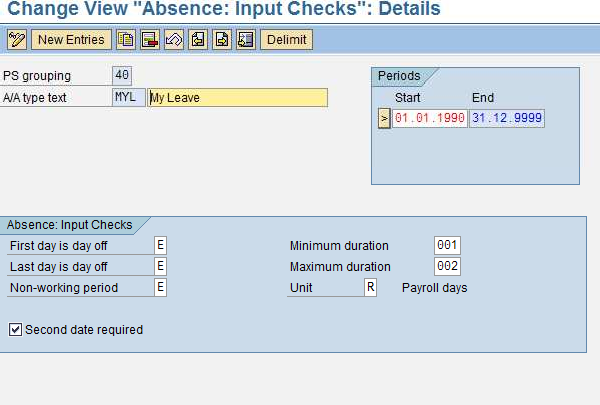 Change View "Absence: Input Checks": Details
New Entries Delimit
PS grouping 40
A/A type text MYL My Leave
Periods
Start End
> 01.01.1990 31.12.9999
Absence: Input Checks
First day is day off E Minimum duration 001
Last day is day off E Maximum duration 002
Non-working period E Unit R Payroll days
Second date required